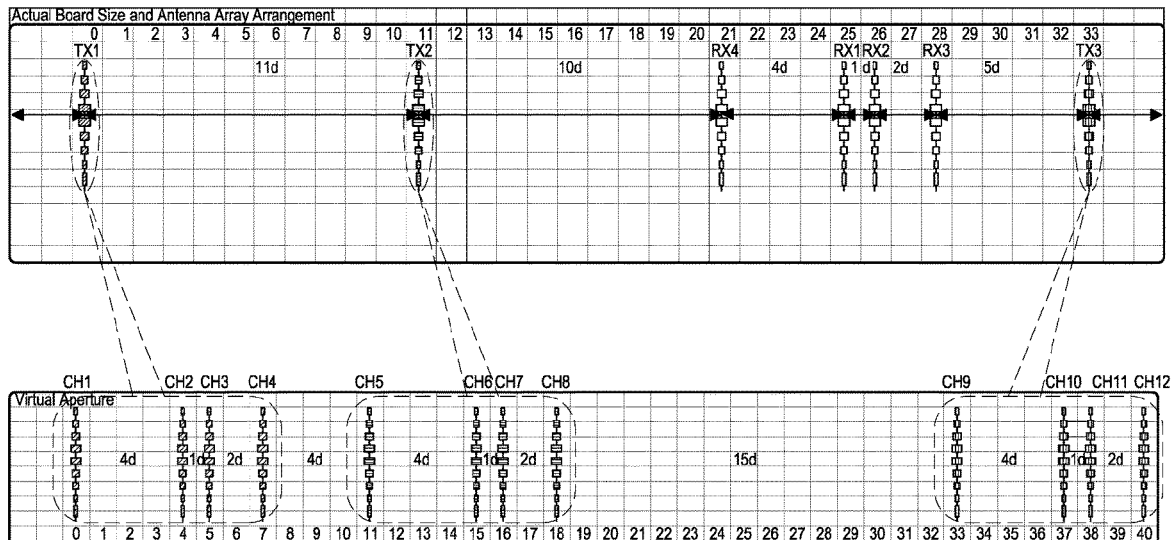 Actual Board Size and Antenna Array Arrangement
0 1 2 3 4 5 6 7 8 9 10 11 12 13 14 15 16 17 18 19 20 21 22 23 24 25 26 27 28 29 30 31 32 33
TX1 TX2 RX4 RX1 RX2 RX3 TX3
11d 10d 4d 1d 2d 5d
CH1 CH2 CH3 CH4 CH5 CH6 CH7 CH8 CH9 CH10 CH11 CH12
Virtual Aperture
4d 1d 2d 4d 4d 1d 2d 15d 4d 1d 2d
0 1 2 3 4 5 6 7 8 9 10 11 12 13 14 15 16 17 18 19 20 21 22 23 24 25 26 27 28 29 30 31 32 33 34 35 36 37 38 39 40